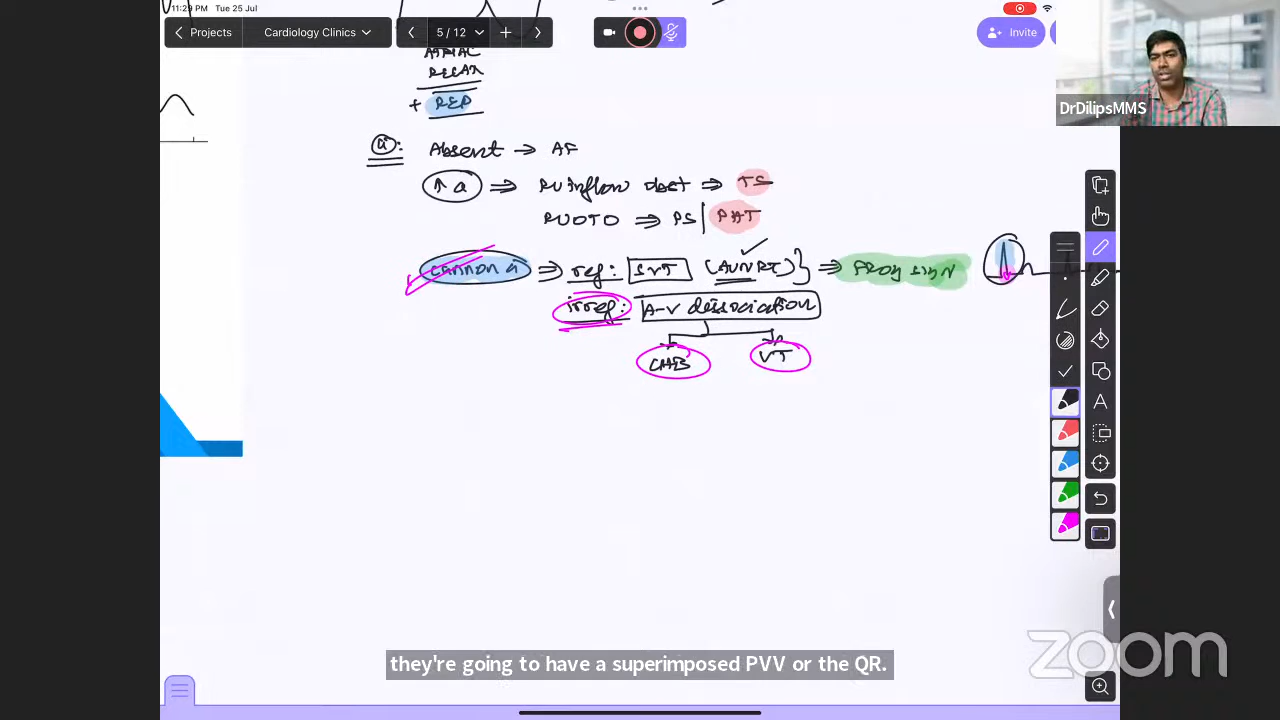 11:29 PM Tue 25 Jul
Projects Cardiology Clinics 5 / 12 Invite
DrDilipsMMS
RELAX
+ REP
a : Absent → AF
↑ a ⇒ RV inflow obst ⇒ TS
RVOTO ⇒ PS | PAT
cannon a ⇒ reg : SVT (AVNRT) } ⇒ FROG SIGN
irreg : A-V dissociation
CHB VT
A
they're going to have a superimposed PVV or the QR.
zoom